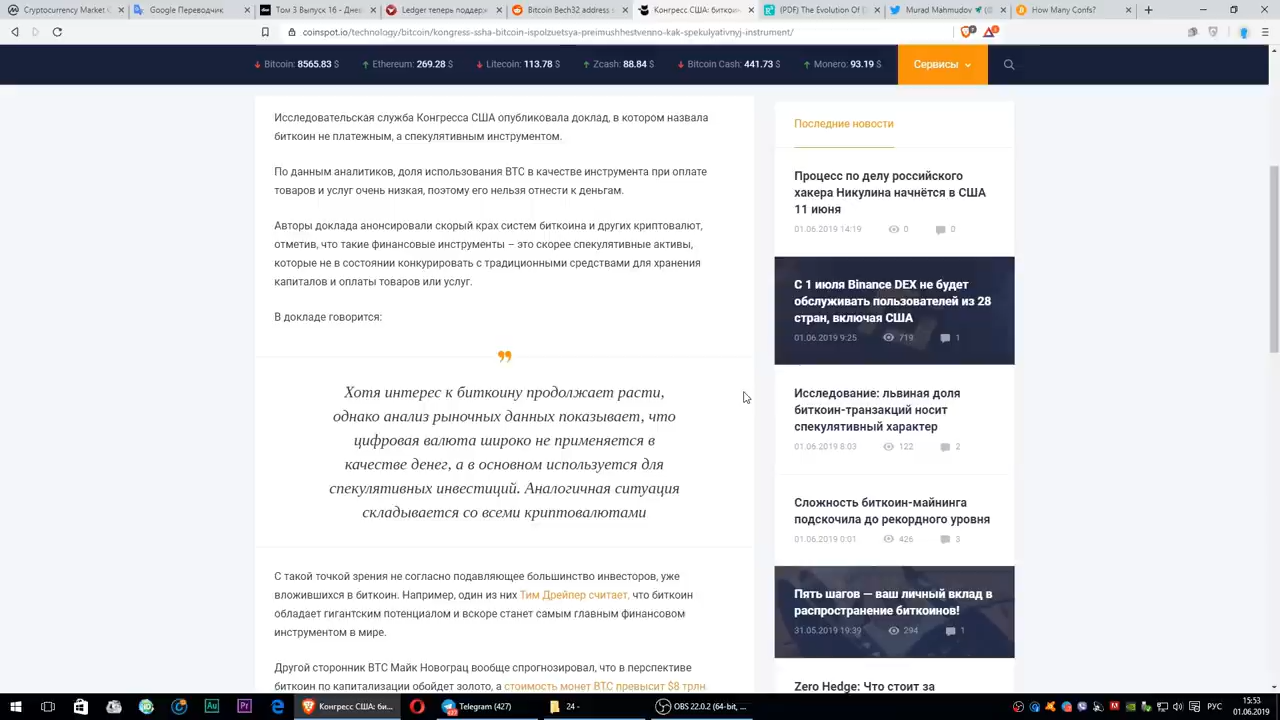 Cryptocurrency Market C
Google Переводчик
Том 3 Выпуск 16 - Днев
Ledger теперь поддерж
Bitcoin Bech32 address s
Конгресс США: биткои
(PDF) The Evolution Of B
Murad Mahmudov
How Many Confs?
coinspot.io/technology/bitcoin/kongress-ssha-bitcoin-ispolzuetsya-preimushhestvenno-kak-spekulyativnyj-instrument/
Bitcoin: 8565.83 $ Ethereum: 269.28 $ Litecoin: 113.78 $ Zcash: 88.84 $ Bitcoin Cash: 441.73 $ Monero: 93.19 $ Сервисы
Исследовательская служба Конгресса США опубликовала доклад, в котором назвала
биткоин не платежным, а спекулятивным инструментом.
По данным аналитиков, доля использования BTC в качестве инструмента при оплате
товаров и услуг очень низкая, поэтому его нельзя отнести к деньгам.
Авторы доклада анонсировали скорый крах систем биткоина и других криптовалют,
отметив, что такие финансовые инструменты – это скорее спекулятивные активы,
которые не в состоянии конкурировать с традиционными средствами для хранения
капиталов и оплаты товаров или услуг.
В докладе говорится:
Хотя интерес к биткоину продолжает расти,
однако анализ рыночных данных показывает, что
цифровая валюта широко не применяется в
качестве денег, а в основном используется для
спекулятивных инвестиций. Аналогичная ситуация
складывается со всеми криптовалютами
С такой точкой зрения не согласно подавляющее большинство инвесторов, уже
вложившихся в биткоин. Например, один из них Тим Дрейпер считает, что биткоин
обладает гигантским потенциалом и вскоре станет самым главным финансовым
инструментом в мире.
Другой сторонник BTC Майк Новограц вообще спрогнозировал, что в перспективе
биткоин по капитализации обойдет золото, а стоимость монет BTC превысит $8 трлн
Последние новости
Процесс по делу российского
хакера Никулина начнётся в США
11 июня
01.06.2019 14:19 0 0
С 1 июля Binance DEX не будет
обслуживать пользователей из 28
стран, включая США
01.06.2019 9:25 719 1
Исследование: львиная доля
биткоин-транзакций носит
спекулятивный характер
01.06.2019 8:03 122 2
Сложность биткоин-майнинга
подскочила до рекордного уровня
01.06.2019 0:01 426 3
Пять шагов — ваш личный вклад в
распространение биткоинов!
31.05.2019 19:39 294 1
Zero Hedge: Что стоит за
Конгресс США: би...
Telegram (427)
24 -
OBS 22.0.2 (64-bit, ...
РУС
15:53
01.06.2019